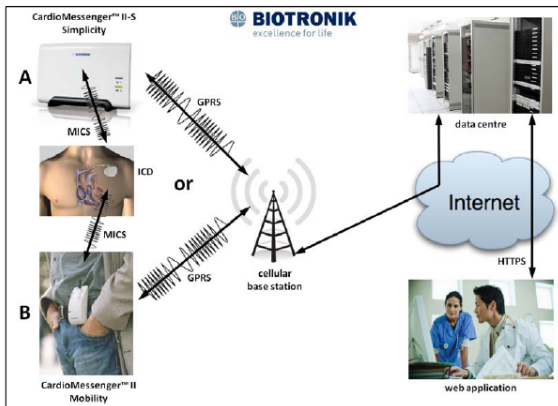 CardioMessenger™ II-S
Simplicity
BIO BIOTRONIK
excellence for life
A
GPRS
MICS
data centre
ICD
or
Internet
MICS
GPRS
cellular
base station
HTTPS
B
CardioMessenger™ II
Mobility
web application